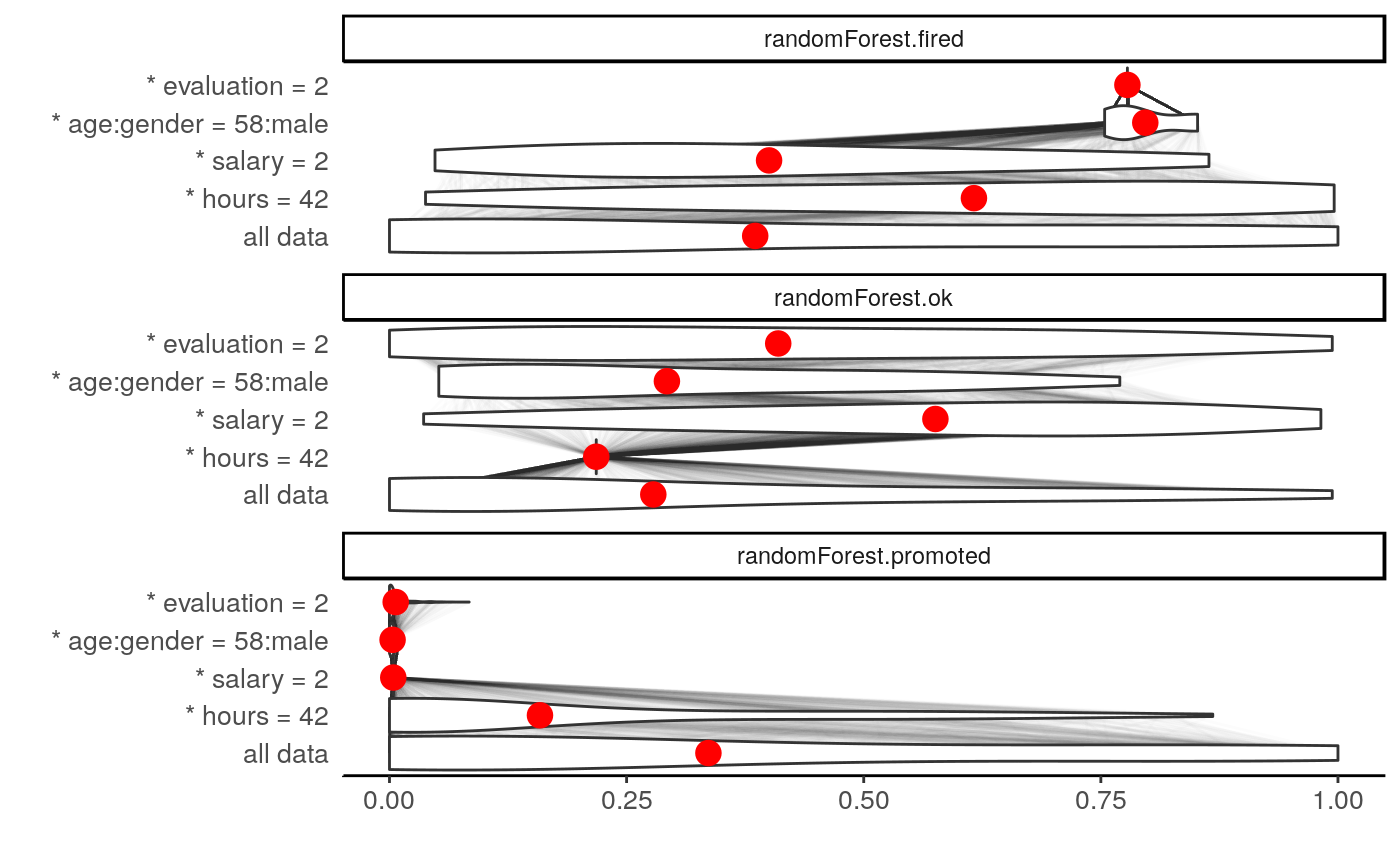 randomForest.fired
* evaluation = 2
* age:gender = 58:male
* salary = 2
* hours = 42
all data
randomForest.ok
* evaluation = 2
* age:gender = 58:male
* salary = 2
* hours = 42
all data
randomForest.promoted
* evaluation = 2
* age:gender = 58:male
* salary = 2
* hours = 42
all data
0.00 0.25 0.50 0.75 1.00